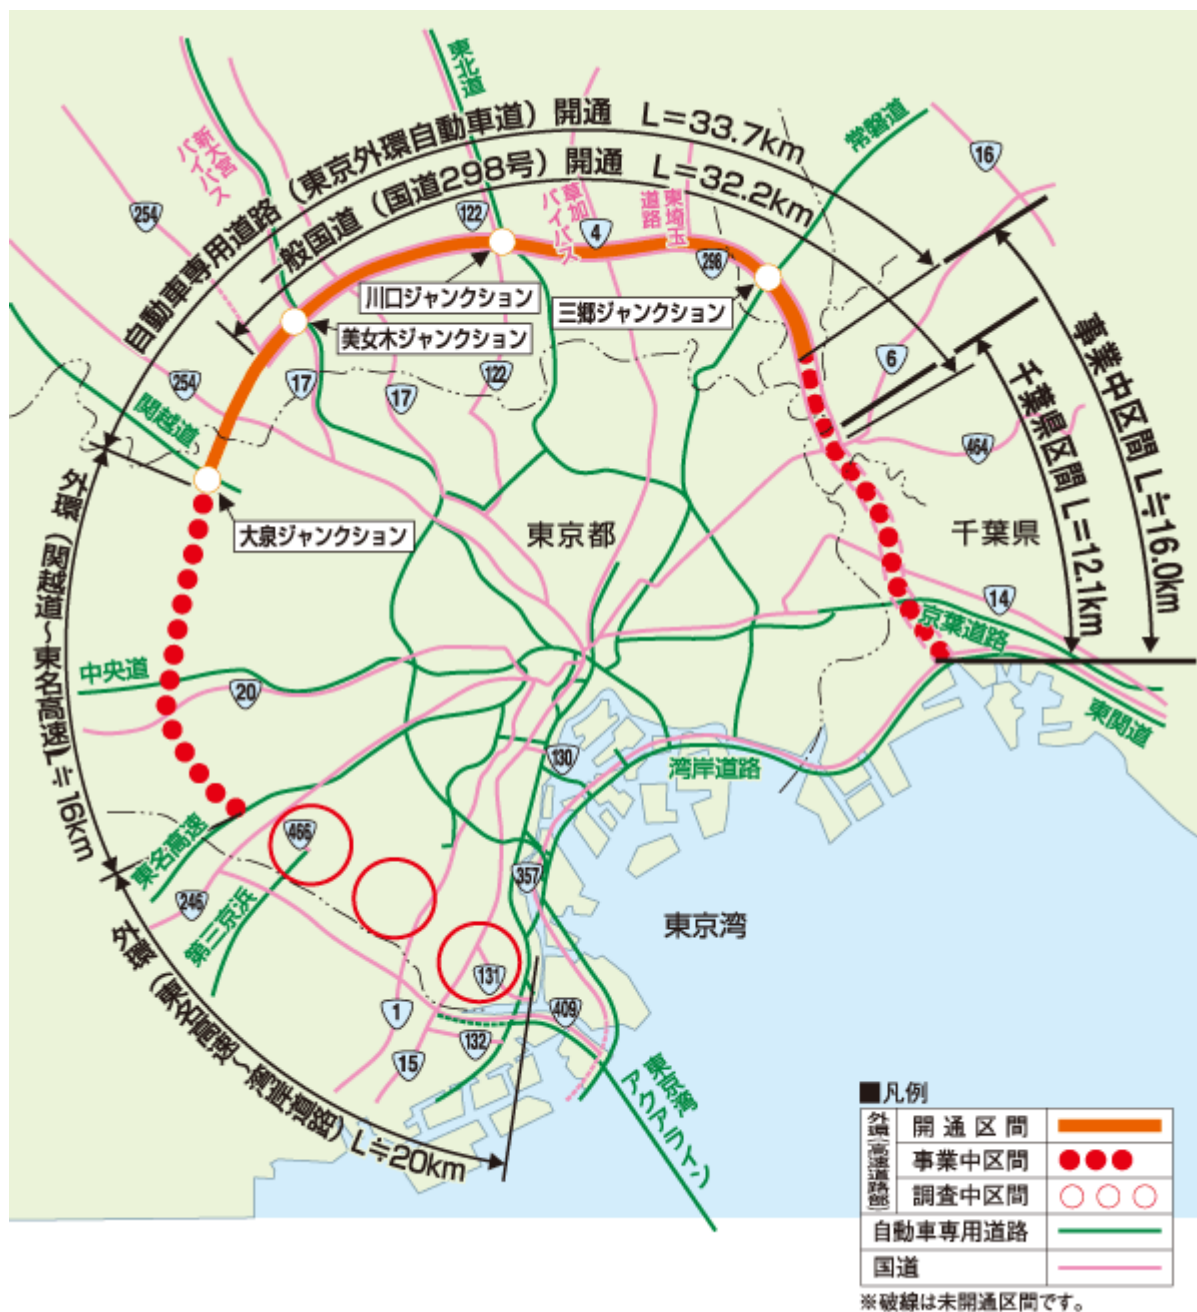 東北道
新大宮
バイパス
自動車専用道路（東京外環自動車道）開通　L＝33.7km
一般国道（国道298号）開通　L＝32.2km
常磐道
16
254
122
草加
バイパス
4
東埼玉
道路
298
川口ジャンクション
三郷ジャンクション
美女木ジャンクション
254
17
17
122
6
464
関越道
大泉ジャンクション
東京都
千葉県
事業中区間 L≒16.0km
千葉県区間 L＝12.1km
外環（関越道～東名高速）L≒16km
14
京葉道路
中央道
20
東関道
130
湾岸道路
東名高速
466
246
第三京浜
357
東京湾
131
外環（東名高速～湾岸道路）L≒20km
1
409
132
15
東京湾
アクアライン
■凡例
外環(高速道路部)
開通区間
事業中区間
調査中区間
自動車専用道路
国道
※破線は未開通区間です。